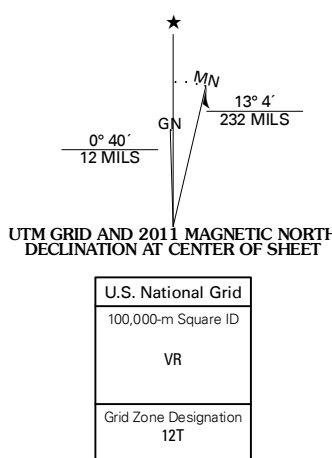 ★
MN
GN
13° 4´
232 MILS
0° 40´
12 MILS
UTM GRID AND 2011 MAGNETIC NORTH
DECLINATION AT CENTER OF SHEET
U.S. National Grid
100,000-m Square ID
VR
Grid Zone Designation
12T